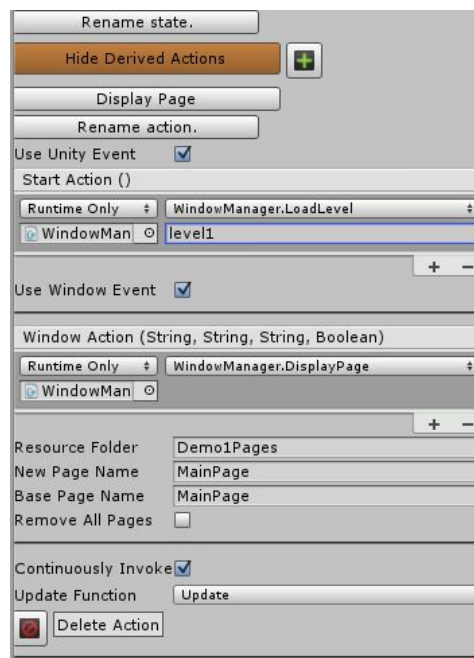 Rename state.
Hide Derived Actions
Display Page
Rename action.
Use Unity Event
Start Action ()
Runtime Only WindowManager.LoadLevel
WindowMan level1
+ -
Use Window Event
Window Action (String, String, String, Boolean)
Runtime Only WindowManager.DisplayPage
WindowMan
+ -
Resource Folder Demo1Pages
New Page Name MainPage
Base Page Name MainPage
Remove All Pages
Continuously Invoke
Update Function Update
Delete Action